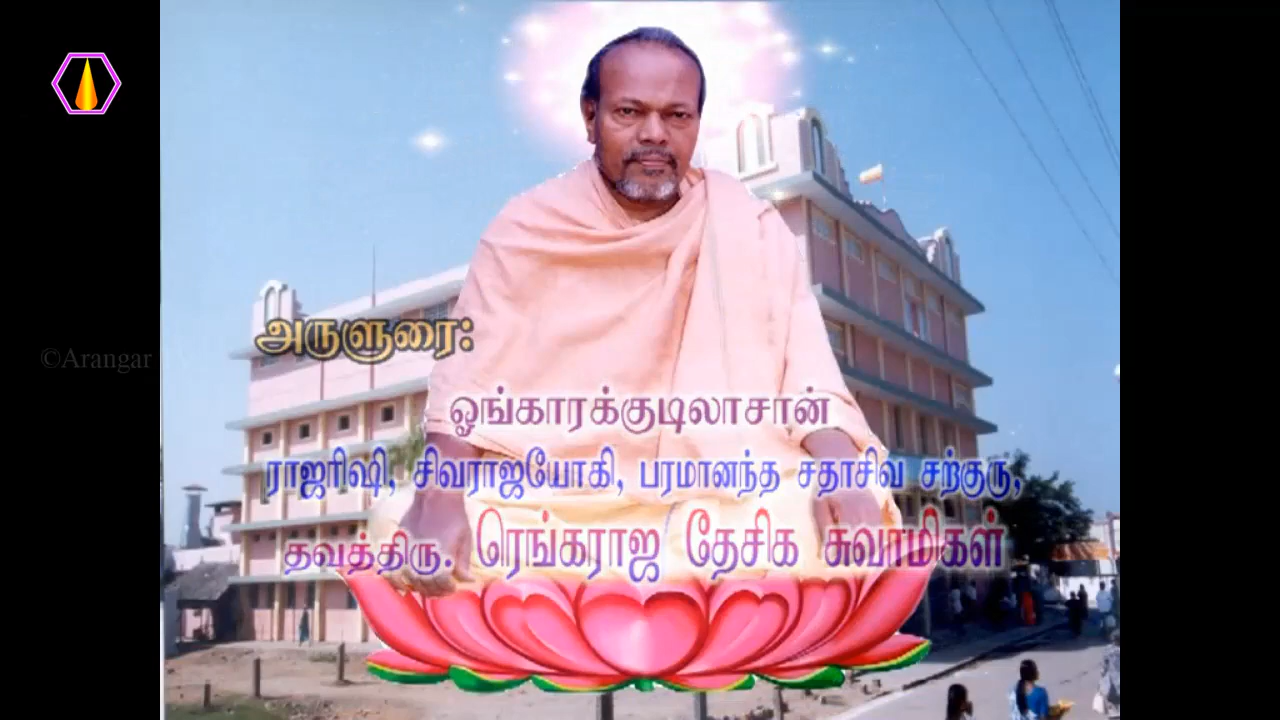 அருளுரை:
©Arangar
ஓங்காரக்குடிலாசான்
ராஜரிஷி, சிவராஜயோகி, பரமானந்த சதாசிவ சற்குரு,
தவத்திரு. ரெங்கராஜ தேசிக சுவாமிகள்